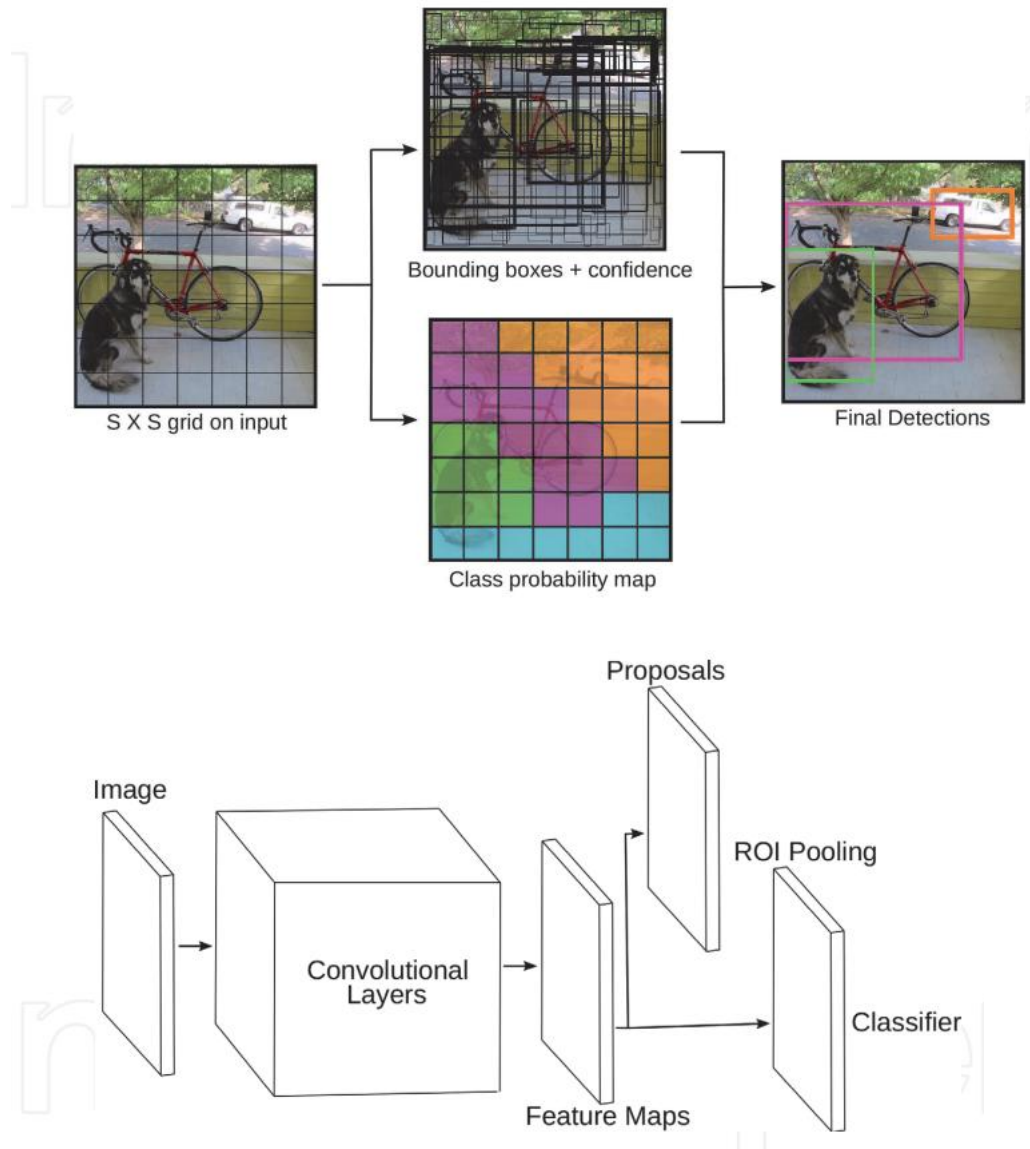 Bounding boxes + confidence
S X S grid on input
Final Detections
Class probability map
Proposals
Image
ROI Pooling
Convolutional
Layers
Classifier
Feature Maps